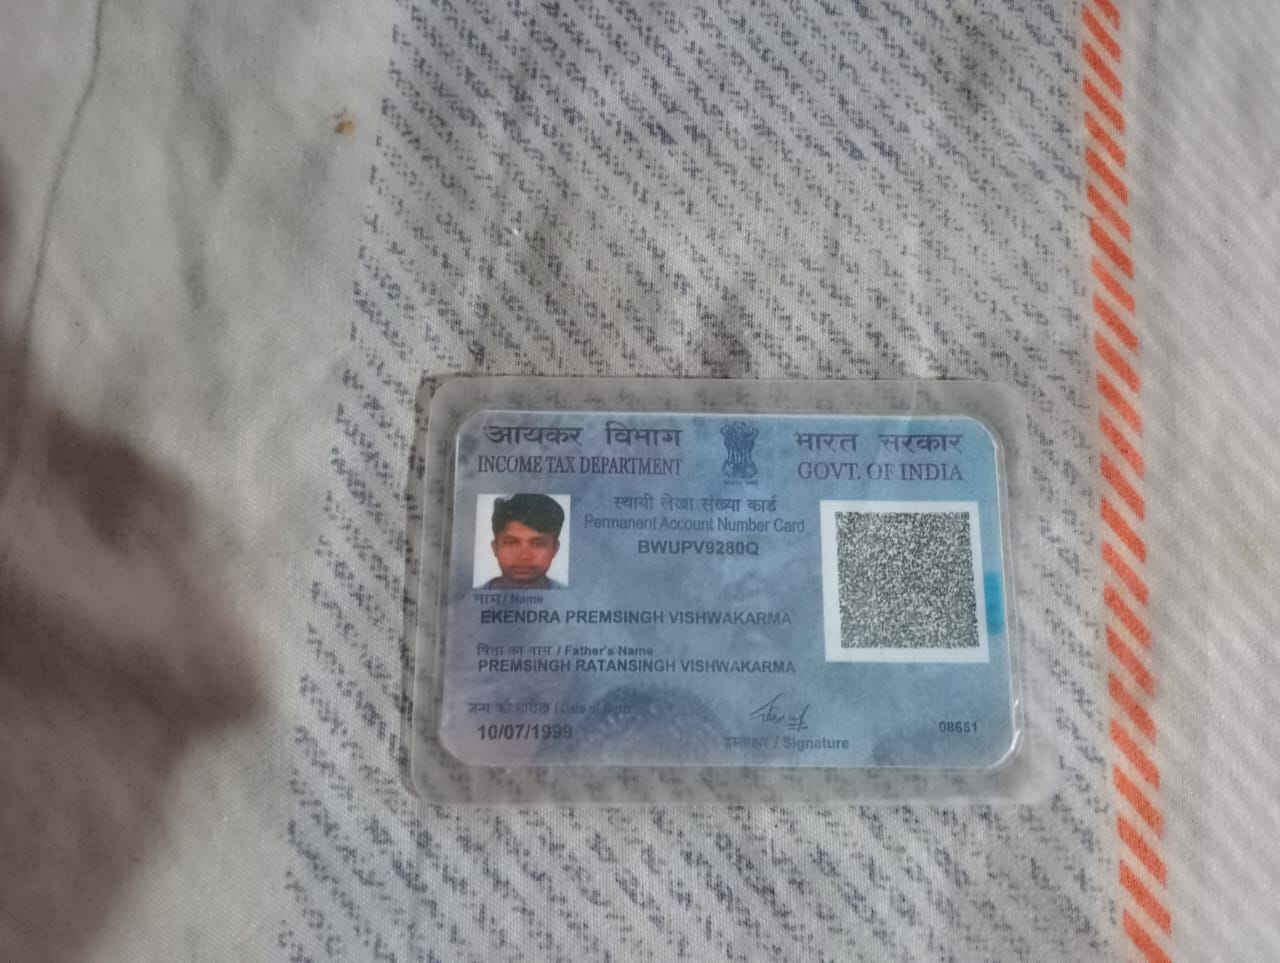 आयकर विभाग
INCOME TAX DEPARTMENT
भारत सरकार
GOVT. OF INDIA
स्थायी लेखा संख्या कार्ड
Permanent Account Number Card
BWUPV9280Q
नाम / Name
EKENDRA PREMSINGH VISHWAKARMA
पिता का नाम / Father's Name
PREMSINGH RATANSINGH VISHWAKARMA
जन्म की तारीख / Date of Birth
10/07/1999
हस्ताक्षर / Signature
08651